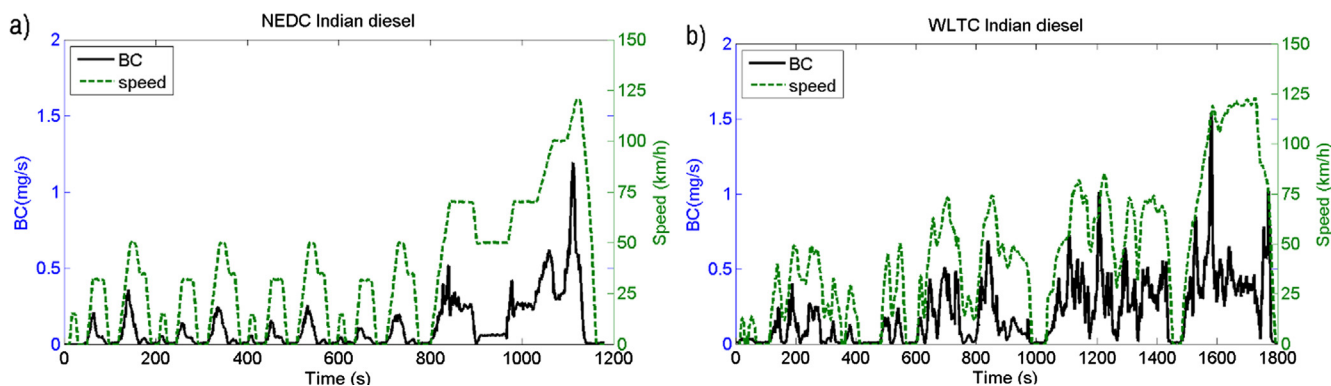 a)
NEDC Indian diesel
BC
speed
BC(mg/s)
2
1.5
1
0.5
0
150
125
100
75
50
25
0
Speed (km/h)
0 200 400 600 800 1000 1200
Time (s)
b)
WLTC Indian diesel
BC
speed
BC(mg/s)
2
1.5
1
0.5
0
150
125
100
75
50
25
0
Speed (km/h)
0 200 400 600 800 1000 1200 1400 1600 1800
Time (s)